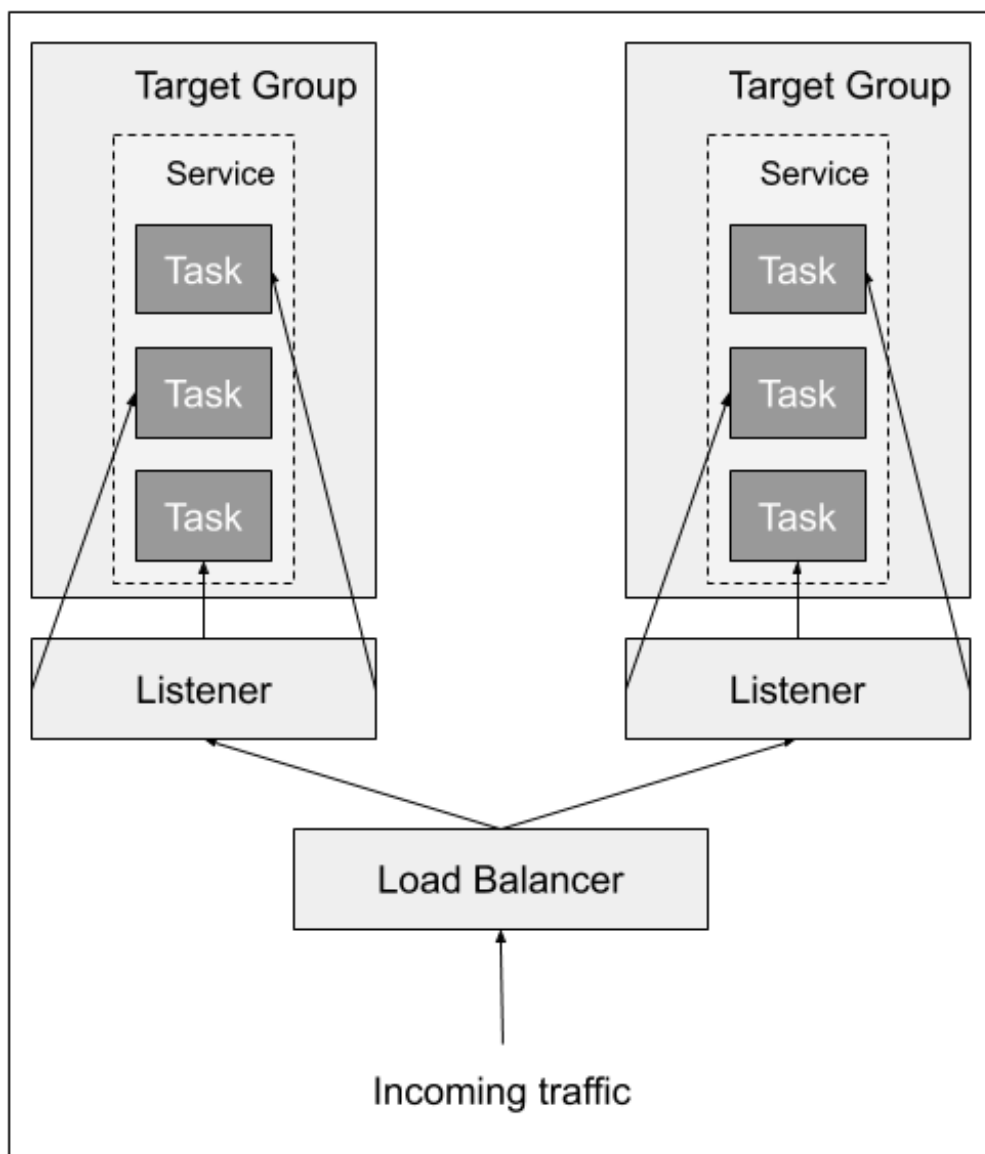 Target Group
Service
Task
Task
Task
Listener
Target Group
Service
Task
Task
Task
Listener
Load Balancer
Incoming traffic